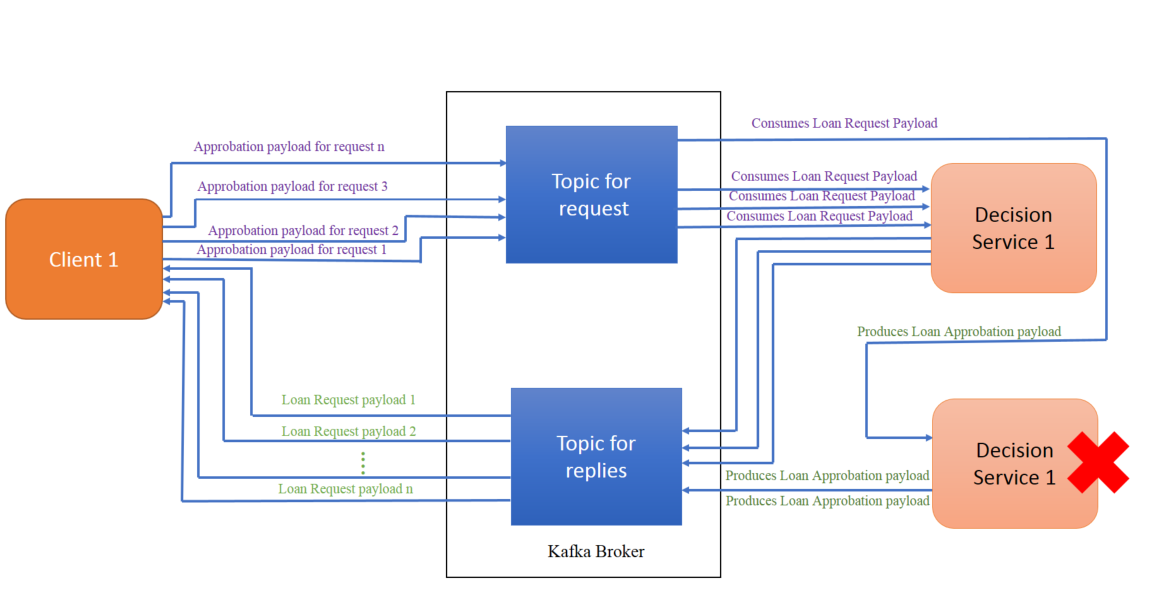 Consumes Loan Request Payload
Approbation payload for request n
Topic for
request
Consumes Loan Request Payload
Approbation payload for request 3
Consumes Loan Request Payload
Consumes Loan Request Payload
Decision
Service 1
Approbation payload for request 2
Approbation payload for request 1
Client 1
Produces Loan Approbation payload
Loan Request payload 1
Loan Request payload 2
Topic for
replies
Loan Request payload n
Decision
Service 1
Produces Loan Approbation payload
Produces Loan Approbation payload
Kafka Broker